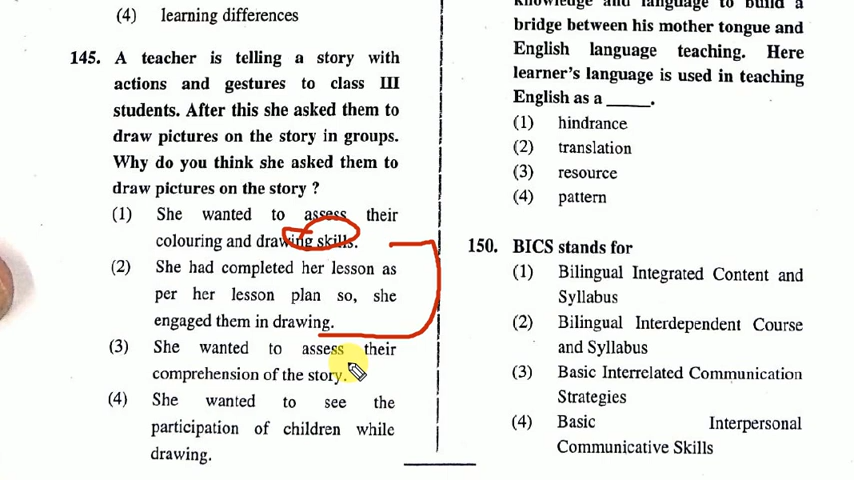 (4) learning differences
145. A teacher is telling a story with
actions and gestures to class III
students. After this she asked them to
draw pictures on the story in groups.
Why do you think she asked them to
draw pictures on the story ?
(1) She wanted to assess their
colouring and drawing skills.
(2) She had completed her lesson as
per her lesson plan so, she
engaged them in drawing.
(3) She wanted to assess their
comprehension of the story.
(4) She wanted to see the
participation of children while
drawing.
knowledge and language to build a
bridge between his mother tongue and
English language teaching. Here
learner's language is used in teaching
English as a _____.
(1) hindrance
(2) translation
(3) resource
(4) pattern
150. BICS stands for
(1) Bilingual Integrated Content and
Syllabus
(2) Bilingual Interdependent Course
and Syllabus
(3) Basic Interrelated Communication
Strategies
(4) Basic Interpersonal
Communicative Skills